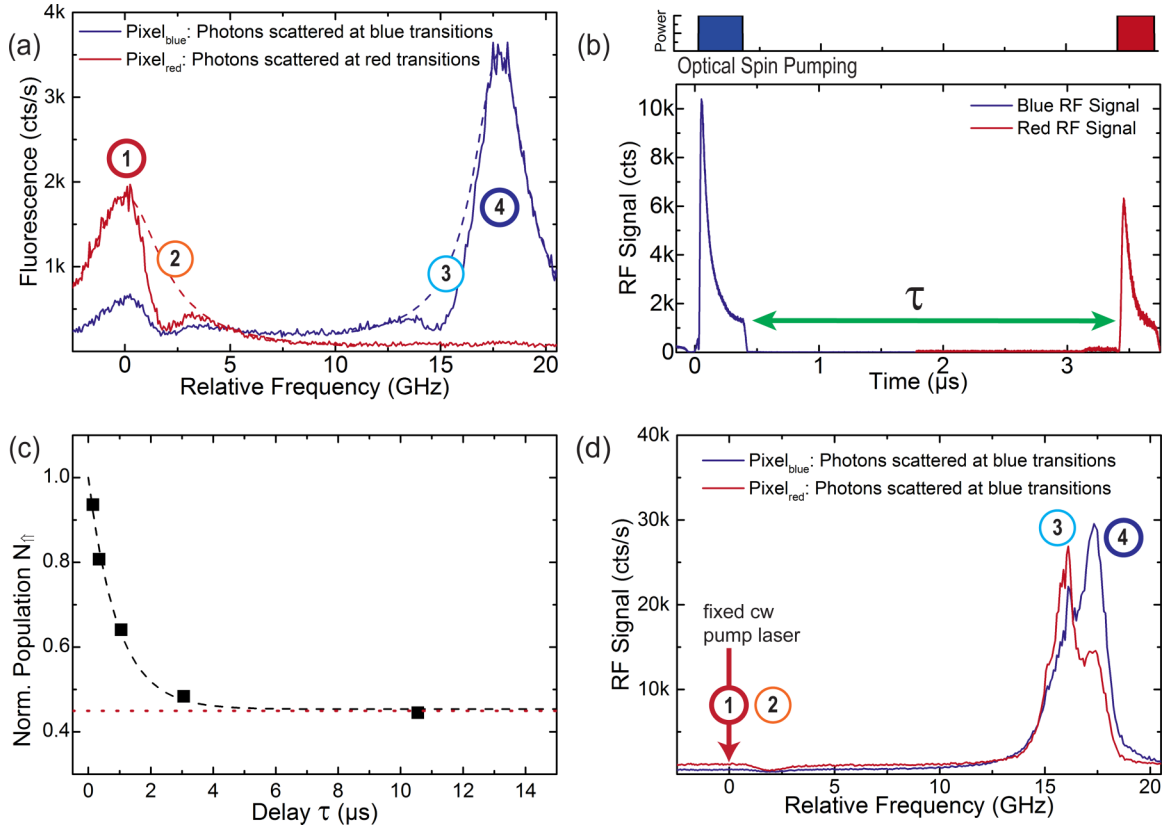 (a)
Pixelblue: Photons scattered at blue transitions
Pixelred: Photons scattered at red transitions
4k
3k
2k
1k
Fluorescence (cts/s)
1
2
3
4
0
5
10
15
20
Relative Frequency (GHz)
(b)
Power
Optical Spin Pumping
Blue RF Signal
Red RF Signal
10k
8k
6k
4k
2k
0
RF Signal (cts)
τ
0
1
2
3
Time (µs)
(c)
1.0
0.8
0.6
0.4
Norm. Population N⇑
0
2
4
6
8
10
12
14
Delay τ (µs)
(d)
40k
30k
20k
10k
RF Signal (cts/s)
Pixelblue: Photons scattered at blue transitions
Pixelred: Photons scattered at blue transitions
3
4
fixed cw
pump laser
1
2
0
5
10
15
20
Relative Frequency (GHz)